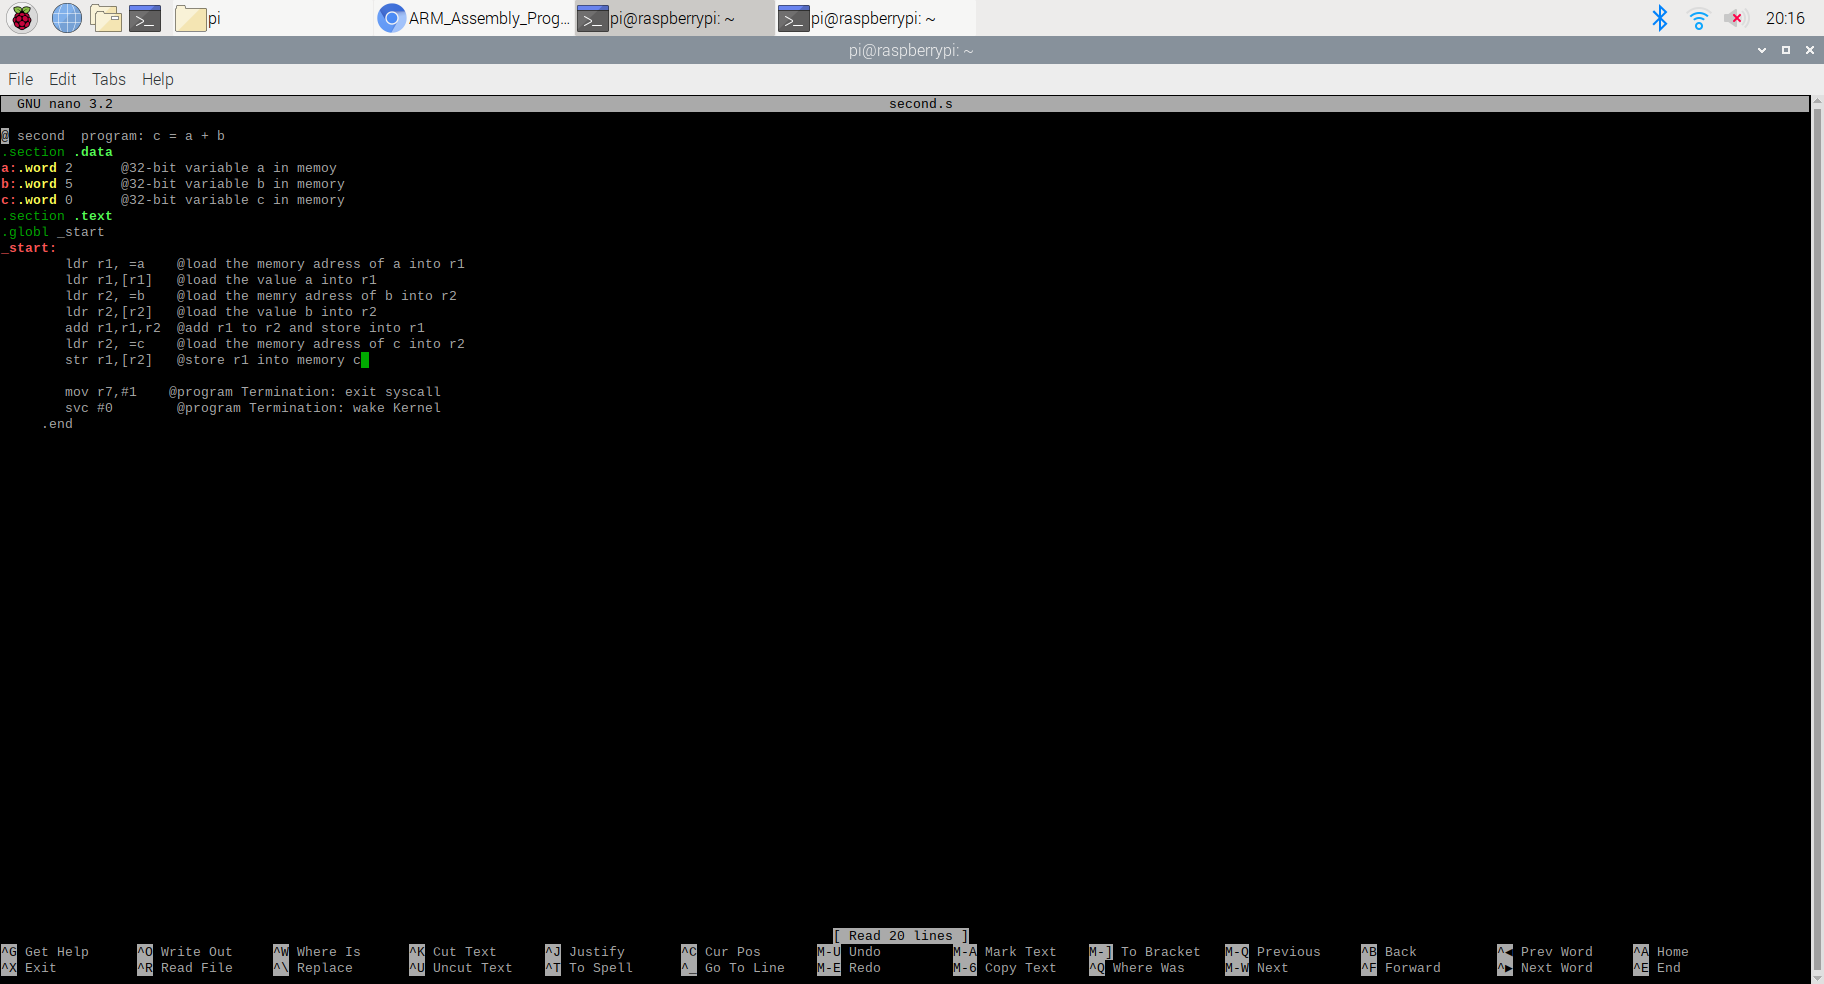 pi
ARM_Assembly_Prog...
pi@raspberrypi: ~
pi@raspberrypi: ~
20:16
pi@raspberrypi: ~
File Edit Tabs Help
GNU nano 3.2 second.s
@ second  program: c = a + b
.section .data
a:.word 2      @32-bit variable a in memoy
b:.word 5      @32-bit variable b in memory
c:.word 0      @32-bit variable c in memory
.section .text
.globl _start
_start:
        ldr r1, =a    @load the memory adress of a into r1
        ldr r1,[r1]   @load the value a into r1
        ldr r2, =b    @load the memry adress of b into r2
        ldr r2,[r2]   @load the value b into r2
        add r1,r1,r2  @add r1 to r2 and store into r1
        ldr r2, =c    @load the memory adress of c into r2
        str r1,[r2]   @store r1 into memory c
        mov r7,#1    @program Termination: exit syscall
        svc #0        @program Termination: wake Kernel
     .end
[ Read 20 lines ]
^G Get Help ^O Write Out ^W Where Is ^K Cut Text ^J Justify ^C Cur Pos M-U Undo M-A Mark Text M-] To Bracket M-Q Previous ^B Back ^◀ Prev Word ^A Home
^X Exit ^R Read File ^\ Replace ^U Uncut Text ^T To Spell ^_ Go To Line M-E Redo M-6 Copy Text ^Q Where Was M-W Next ^F Forward ^▶ Next Word ^E End